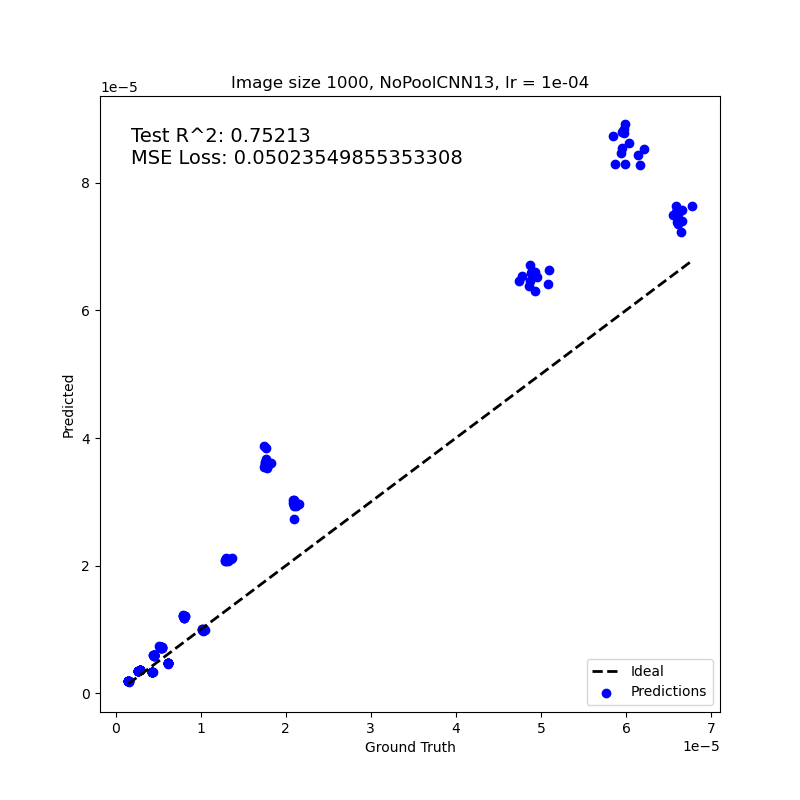 Image size 1000, NoPoolCNN13, lr = 1e-04
1e−5
Test R^2: 0.75213
MSE Loss: 0.05023549855353308
8
6
4
2
0
Predicted
Ideal
Predictions
0 1 2 3 4 5 6 7
Ground Truth
1e−5